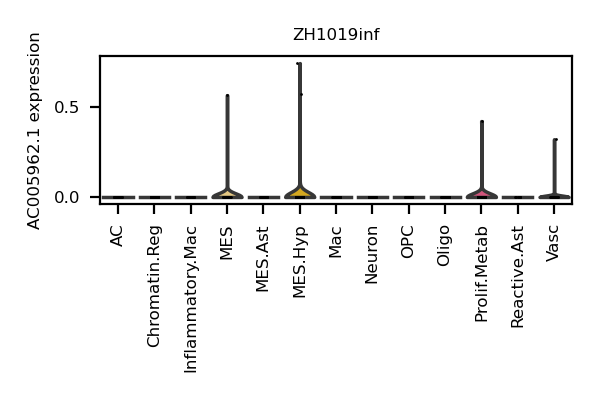 ZH1019inf
AC005962.1 expression
0.5
0.0
AC
Chromatin.Reg
Inflammatory.Mac
MES
MES.Ast
MES.Hyp
Mac
Neuron
OPC
Oligo
Prolif.Metab
Reactive.Ast
Vasc